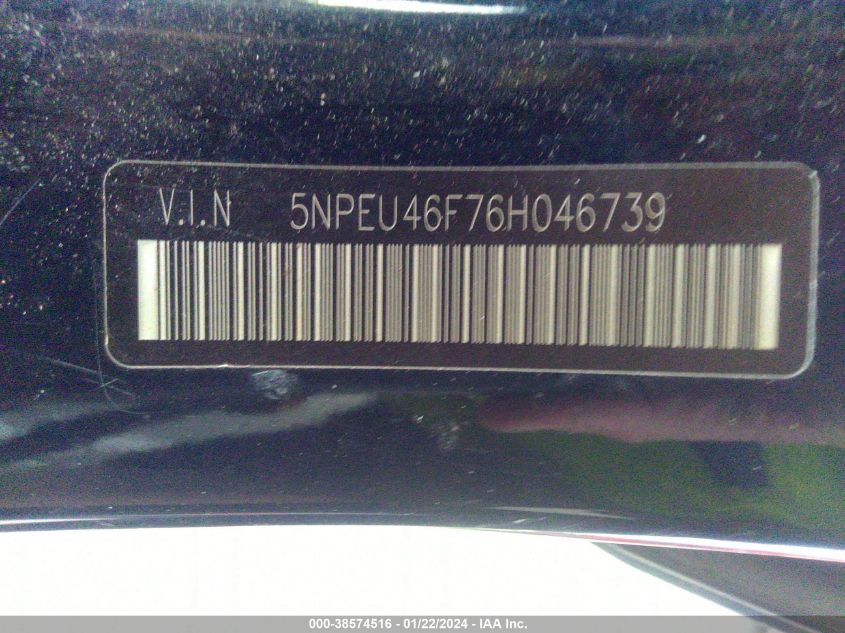 V.I.N 5NPEU46F76H046739
000-38574516 - 01/22/2024 - IAA Inc.